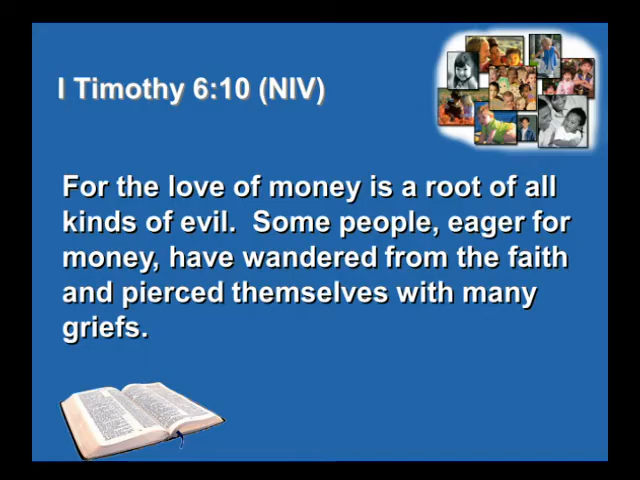 I Timothy 6:10 (NIV)
For the love of money is a root of all
kinds of evil.  Some people, eager for
money, have wandered from the faith
and pierced themselves with many
griefs.